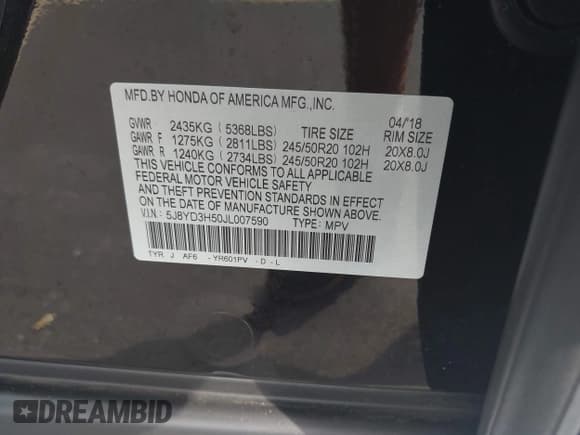 MFD.BY HONDA OF AMERICA MFG.,INC.
04/'18
GVWR 2435KG ( 5368LBS) TIRE SIZE RIM SIZE
GAWR F 1275KG ( 2811LBS) 245/50R20 102H 20X8.0J
GAWR R 1240KG ( 2734LBS) 245/50R20 102H 20X8.0J
THIS VEHICLE CONFORMS TO ALL APPLICABLE
FEDERAL MOTOR VEHICLE SAFETY
AND THEFT PREVENTION STANDARDS IN EFFECT
ON THE DATE OF MANUFACTURE SHOWN ABOVE.
V.I.N: 5J8YD3H50JL007590 TYPE: MPV
TYR J AF6 -YR601PV -D-L
DREAMBID